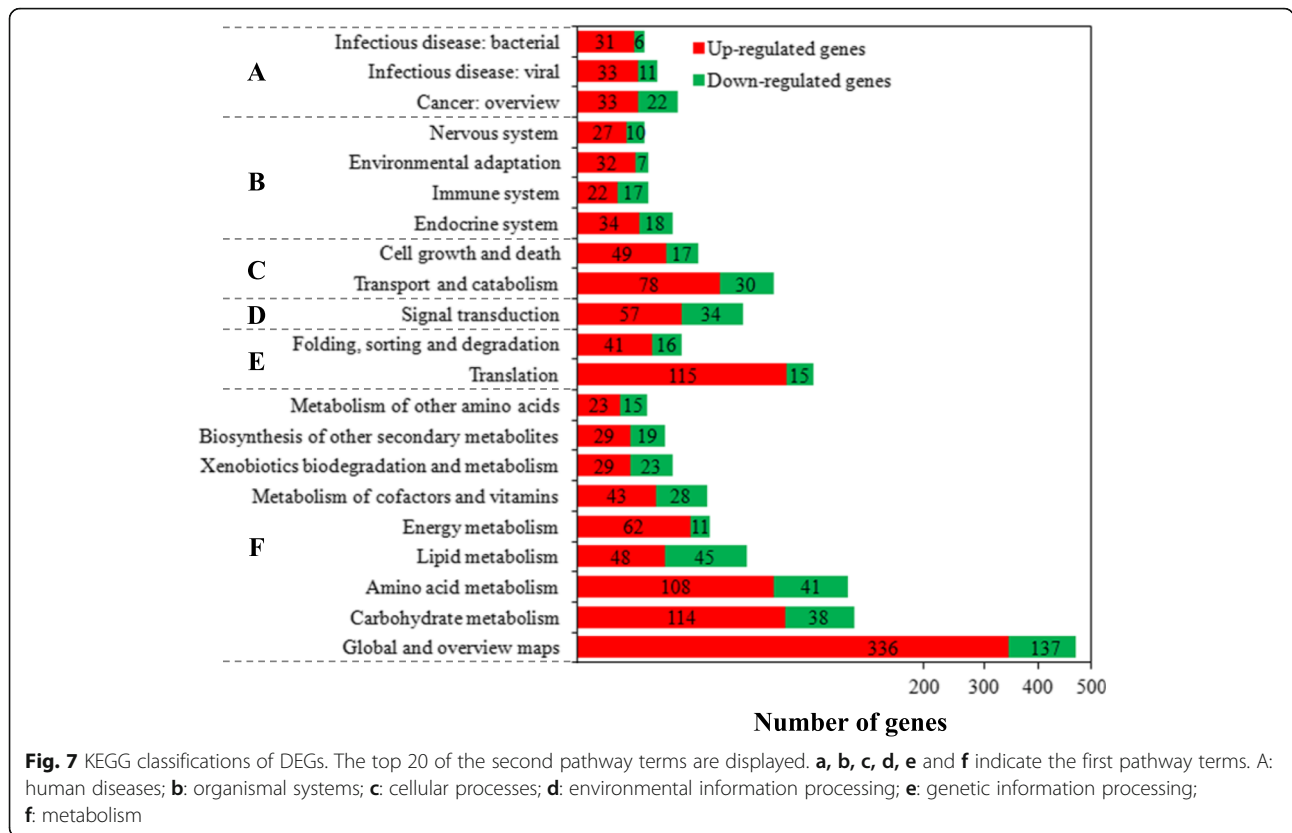 A
Infectious disease: bacterial 31 6
Infectious disease: viral 33 11
Cancer: overview 33 22
Up-regulated genes
Down-regulated genes
B
Nervous system 27 10
Environmental adaptation 32 7
Immune system 22 17
Endocrine system 34 18
C
Cell growth and death 49 17
Transport and catabolism 78 30
D
Signal transduction 57 34
E
Folding, sorting and degradation 41 16
Translation 115 15
F
Metabolism of other amino acids 23 15
Biosynthesis of other secondary metabolites 29 19
Xenobiotics biodegradation and metabolism 29 23
Metabolism of cofactors and vitamins 43 28
Energy metabolism 62 11
Lipid metabolism 48 45
Amino acid metabolism 108 41
Carbohydrate metabolism 114 38
Global and overview maps 336 137
200 300 400 500
Number of genes
Fig. 7 KEGG classifications of DEGs. The top 20 of the second pathway terms are displayed. a, b, c, d, e and f indicate the first pathway terms. A:
human diseases; b: organismal systems; c: cellular processes; d: environmental information processing; e: genetic information processing;
f: metabolism